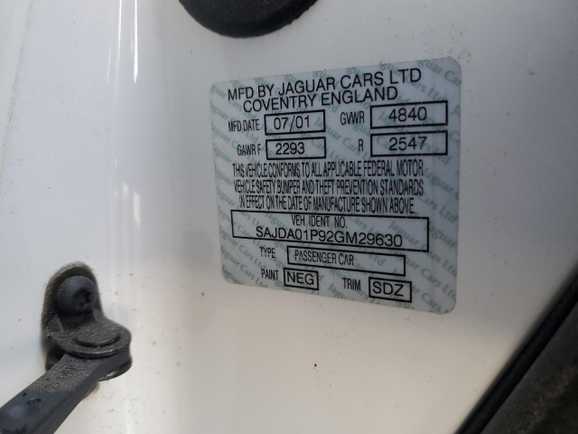 MFD BY JAGUAR CARS LTD
COVENTRY ENGLAND
MFD.DATE 07/01 GVWR 4840
GAWR F 2293 R 2547
THIS VEHICLE CONFORMS TO ALL APPLICABLE FEDERAL MOTOR
VEHICLE SAFETY BUMPER AND THEFT PREVENTION STANDARDS
IN EFFECT ON THE DATE OF MANUFACTURE SHOWN ABOVE.
VEH. IDENT NO.
SAJDA01P92GM29630
TYPE PASSENGER CAR
PAINT NEG TRIM SDZ